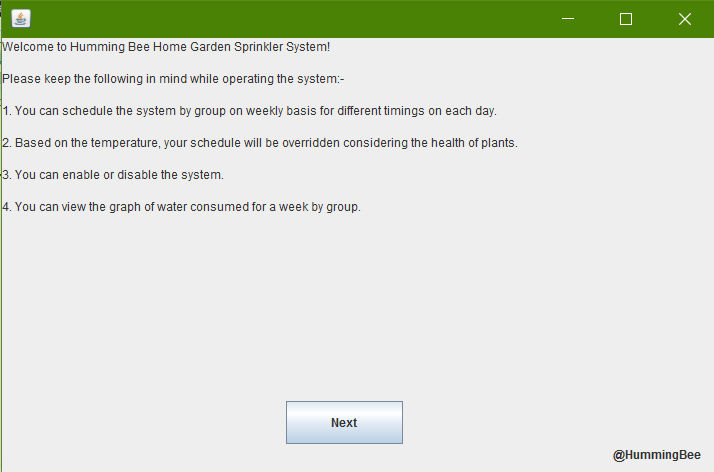 Welcome to Humming Bee Home Garden Sprinkler System!
Please keep the following in mind while operating the system:-
1. You can schedule the system by group on weekly basis for different timings on each day.
2. Based on the temperature, your schedule will be overridden considering the health of plants.
3. You can enable or disable the system.
4. You can view the graph of water consumed for a week by group.
Next
@HummingBee